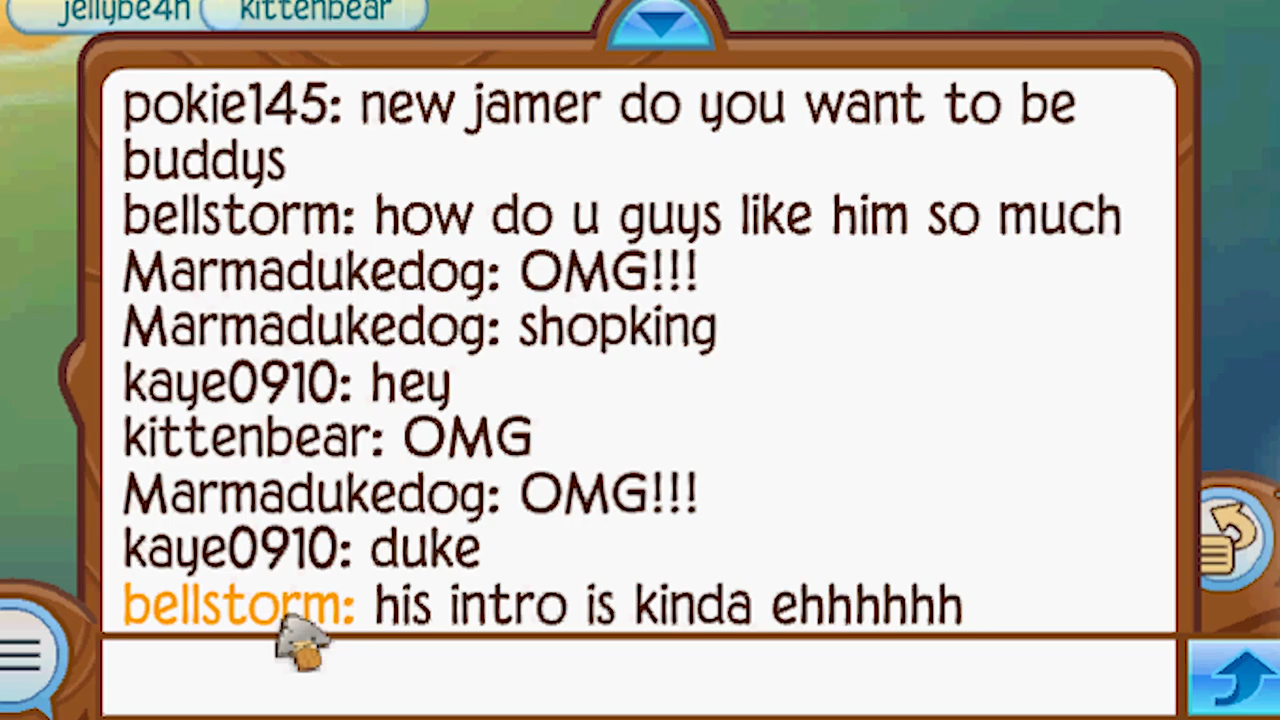 jellybe4n kittenbear
pokie145: new jamer do you want to be
buddys
bellstorm: how do u guys like him so much
Marmadukedog: OMG!!!
Marmadukedog: shopking
kaye0910: hey
kittenbear: OMG
Marmadukedog: OMG!!!
kaye0910: duke
bellstorm: his intro is kinda ehhhhhh